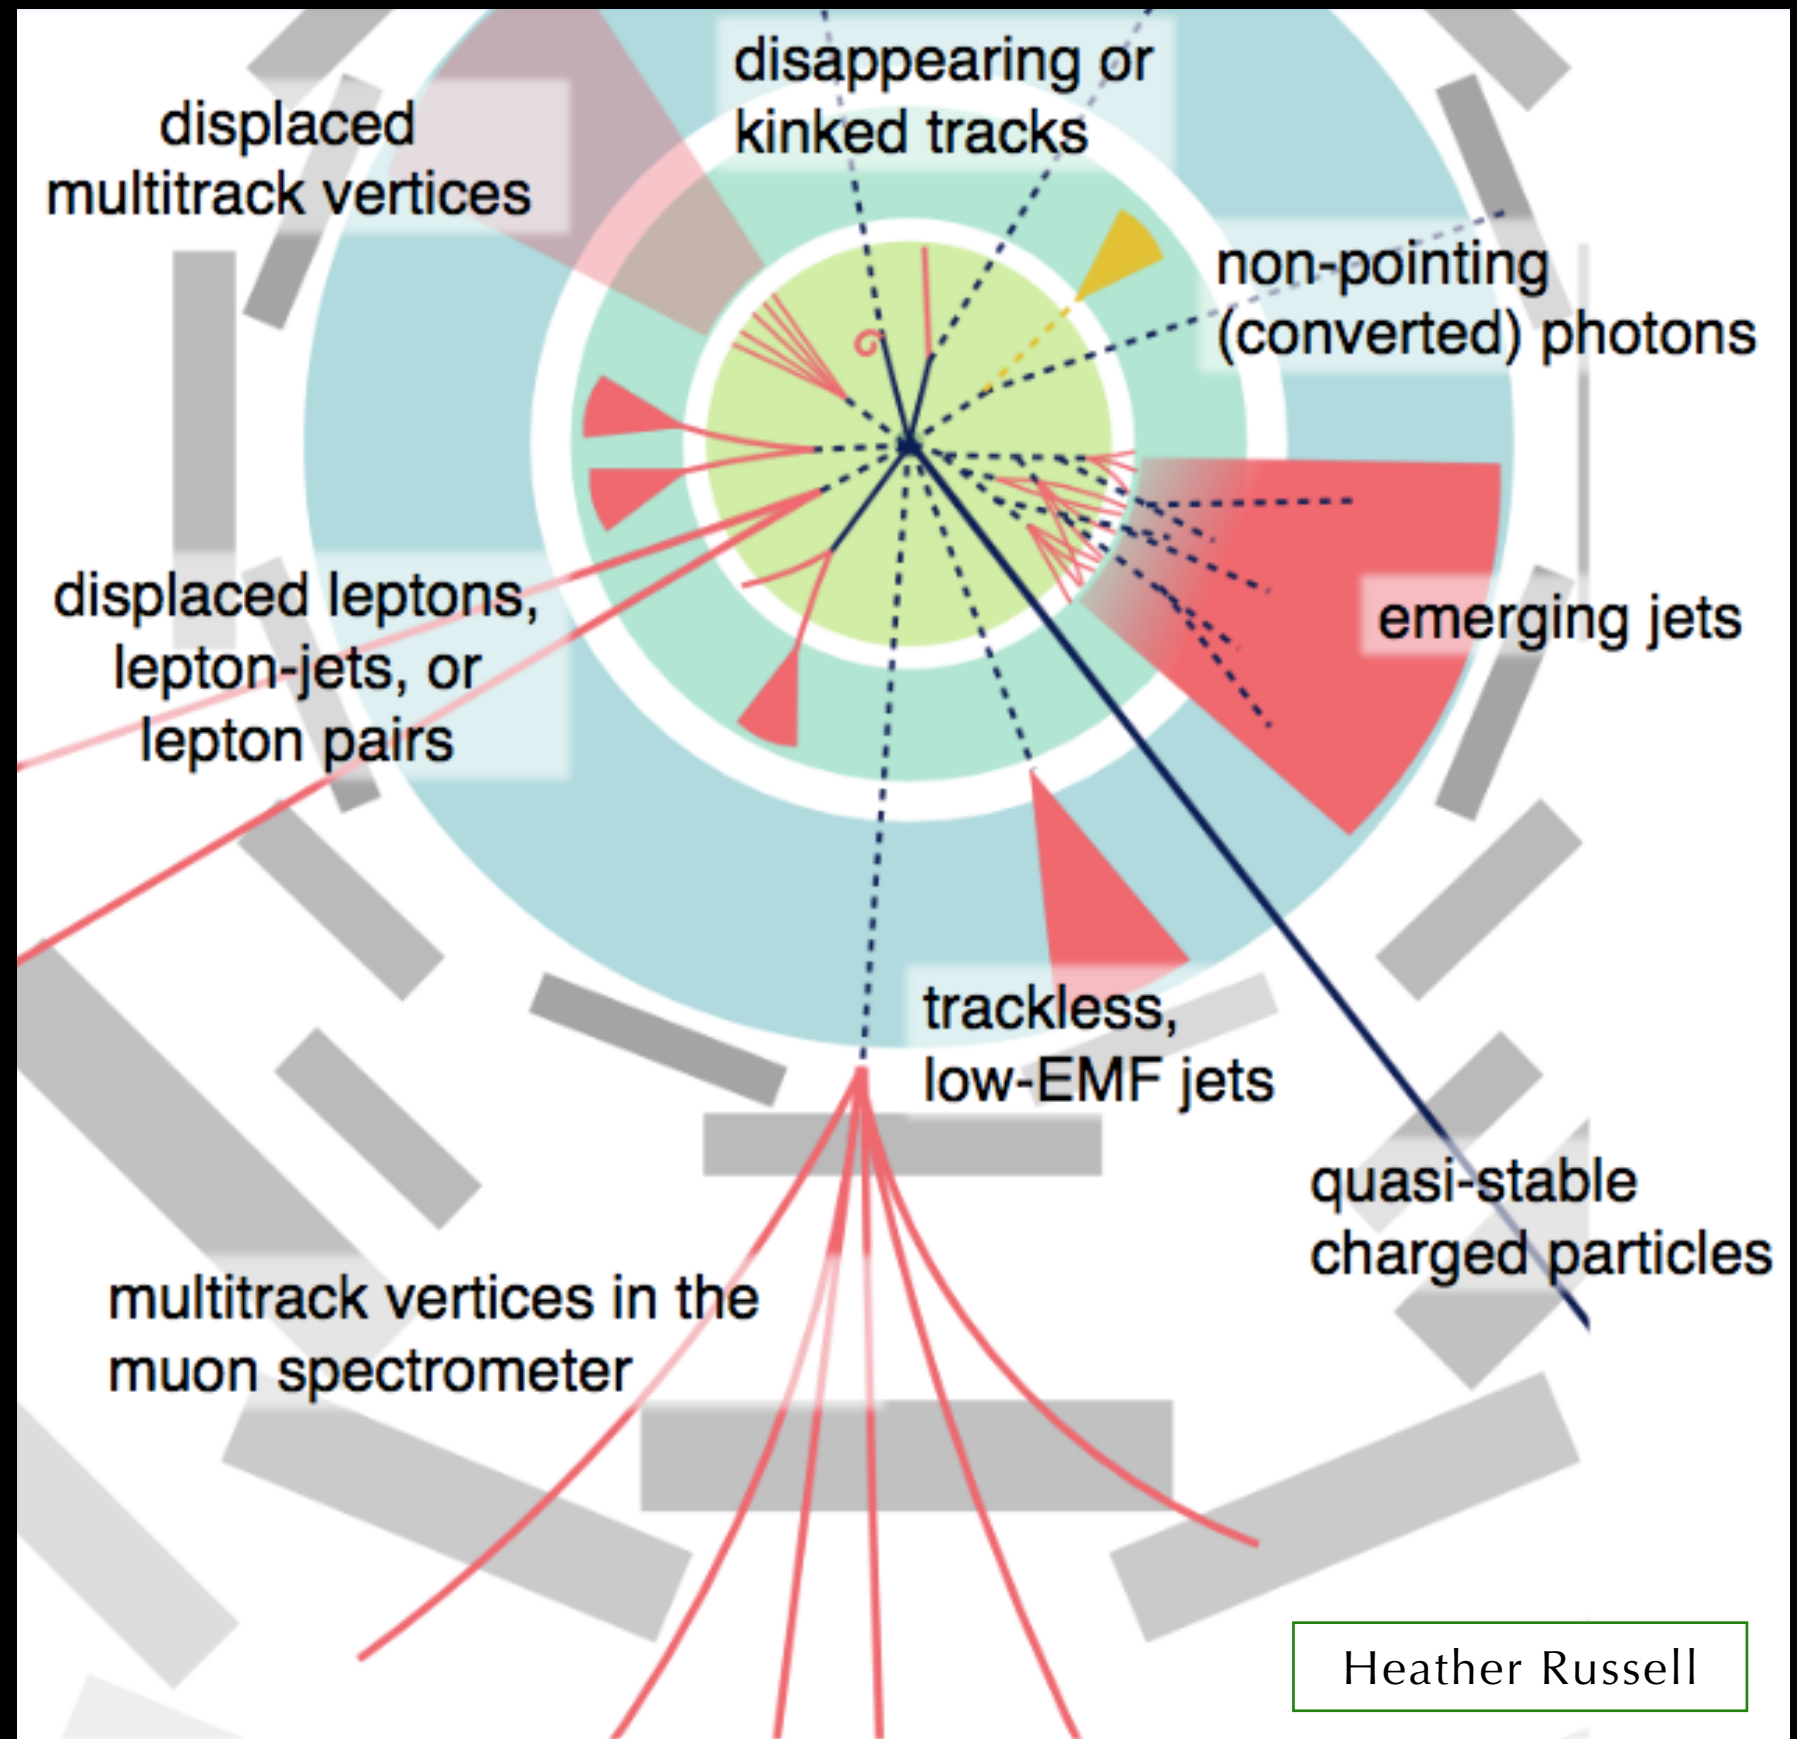 disappearing or
kinked tracks
displaced
multitrack vertices
non-pointing
(converted) photons
displaced leptons,
lepton-jets, or
lepton pairs
emerging jets
trackless,
low-EMF jets
quasi-stable
charged particles
multitrack vertices in the
muon spectrometer
Heather Russell